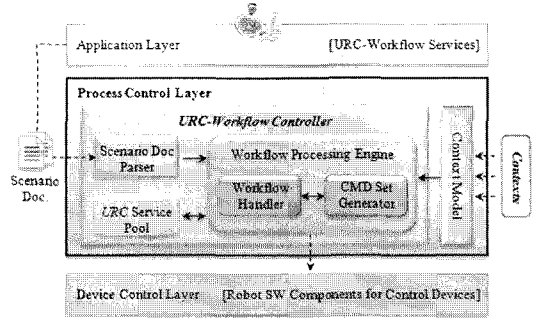 Application Layer [URC-Workflow Services]
Process Control Layer
URC-Workflow Controller
Scenario Doc
Parser
Workflow Processing Engine
Workflow
Handler
CMD Set
Generator
URC Service
Pool
Context Model
Contexts
Scenario
Doc.
Device Control Layer [Robot SW Components for Control Devices]